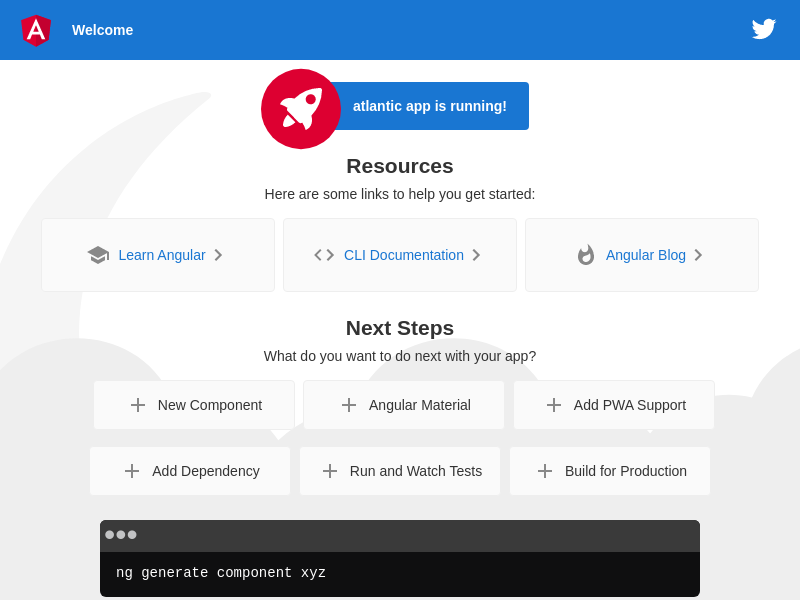 Welcome
atlantic app is running!
Resources
Here are some links to help you get started:
Learn Angular
CLI Documentation
Angular Blog
Next Steps
What do you want to do next with your app?
New Component
Angular Material
Add PWA Support
Add Dependency
Run and Watch Tests
Build for Production
ng generate component xyz